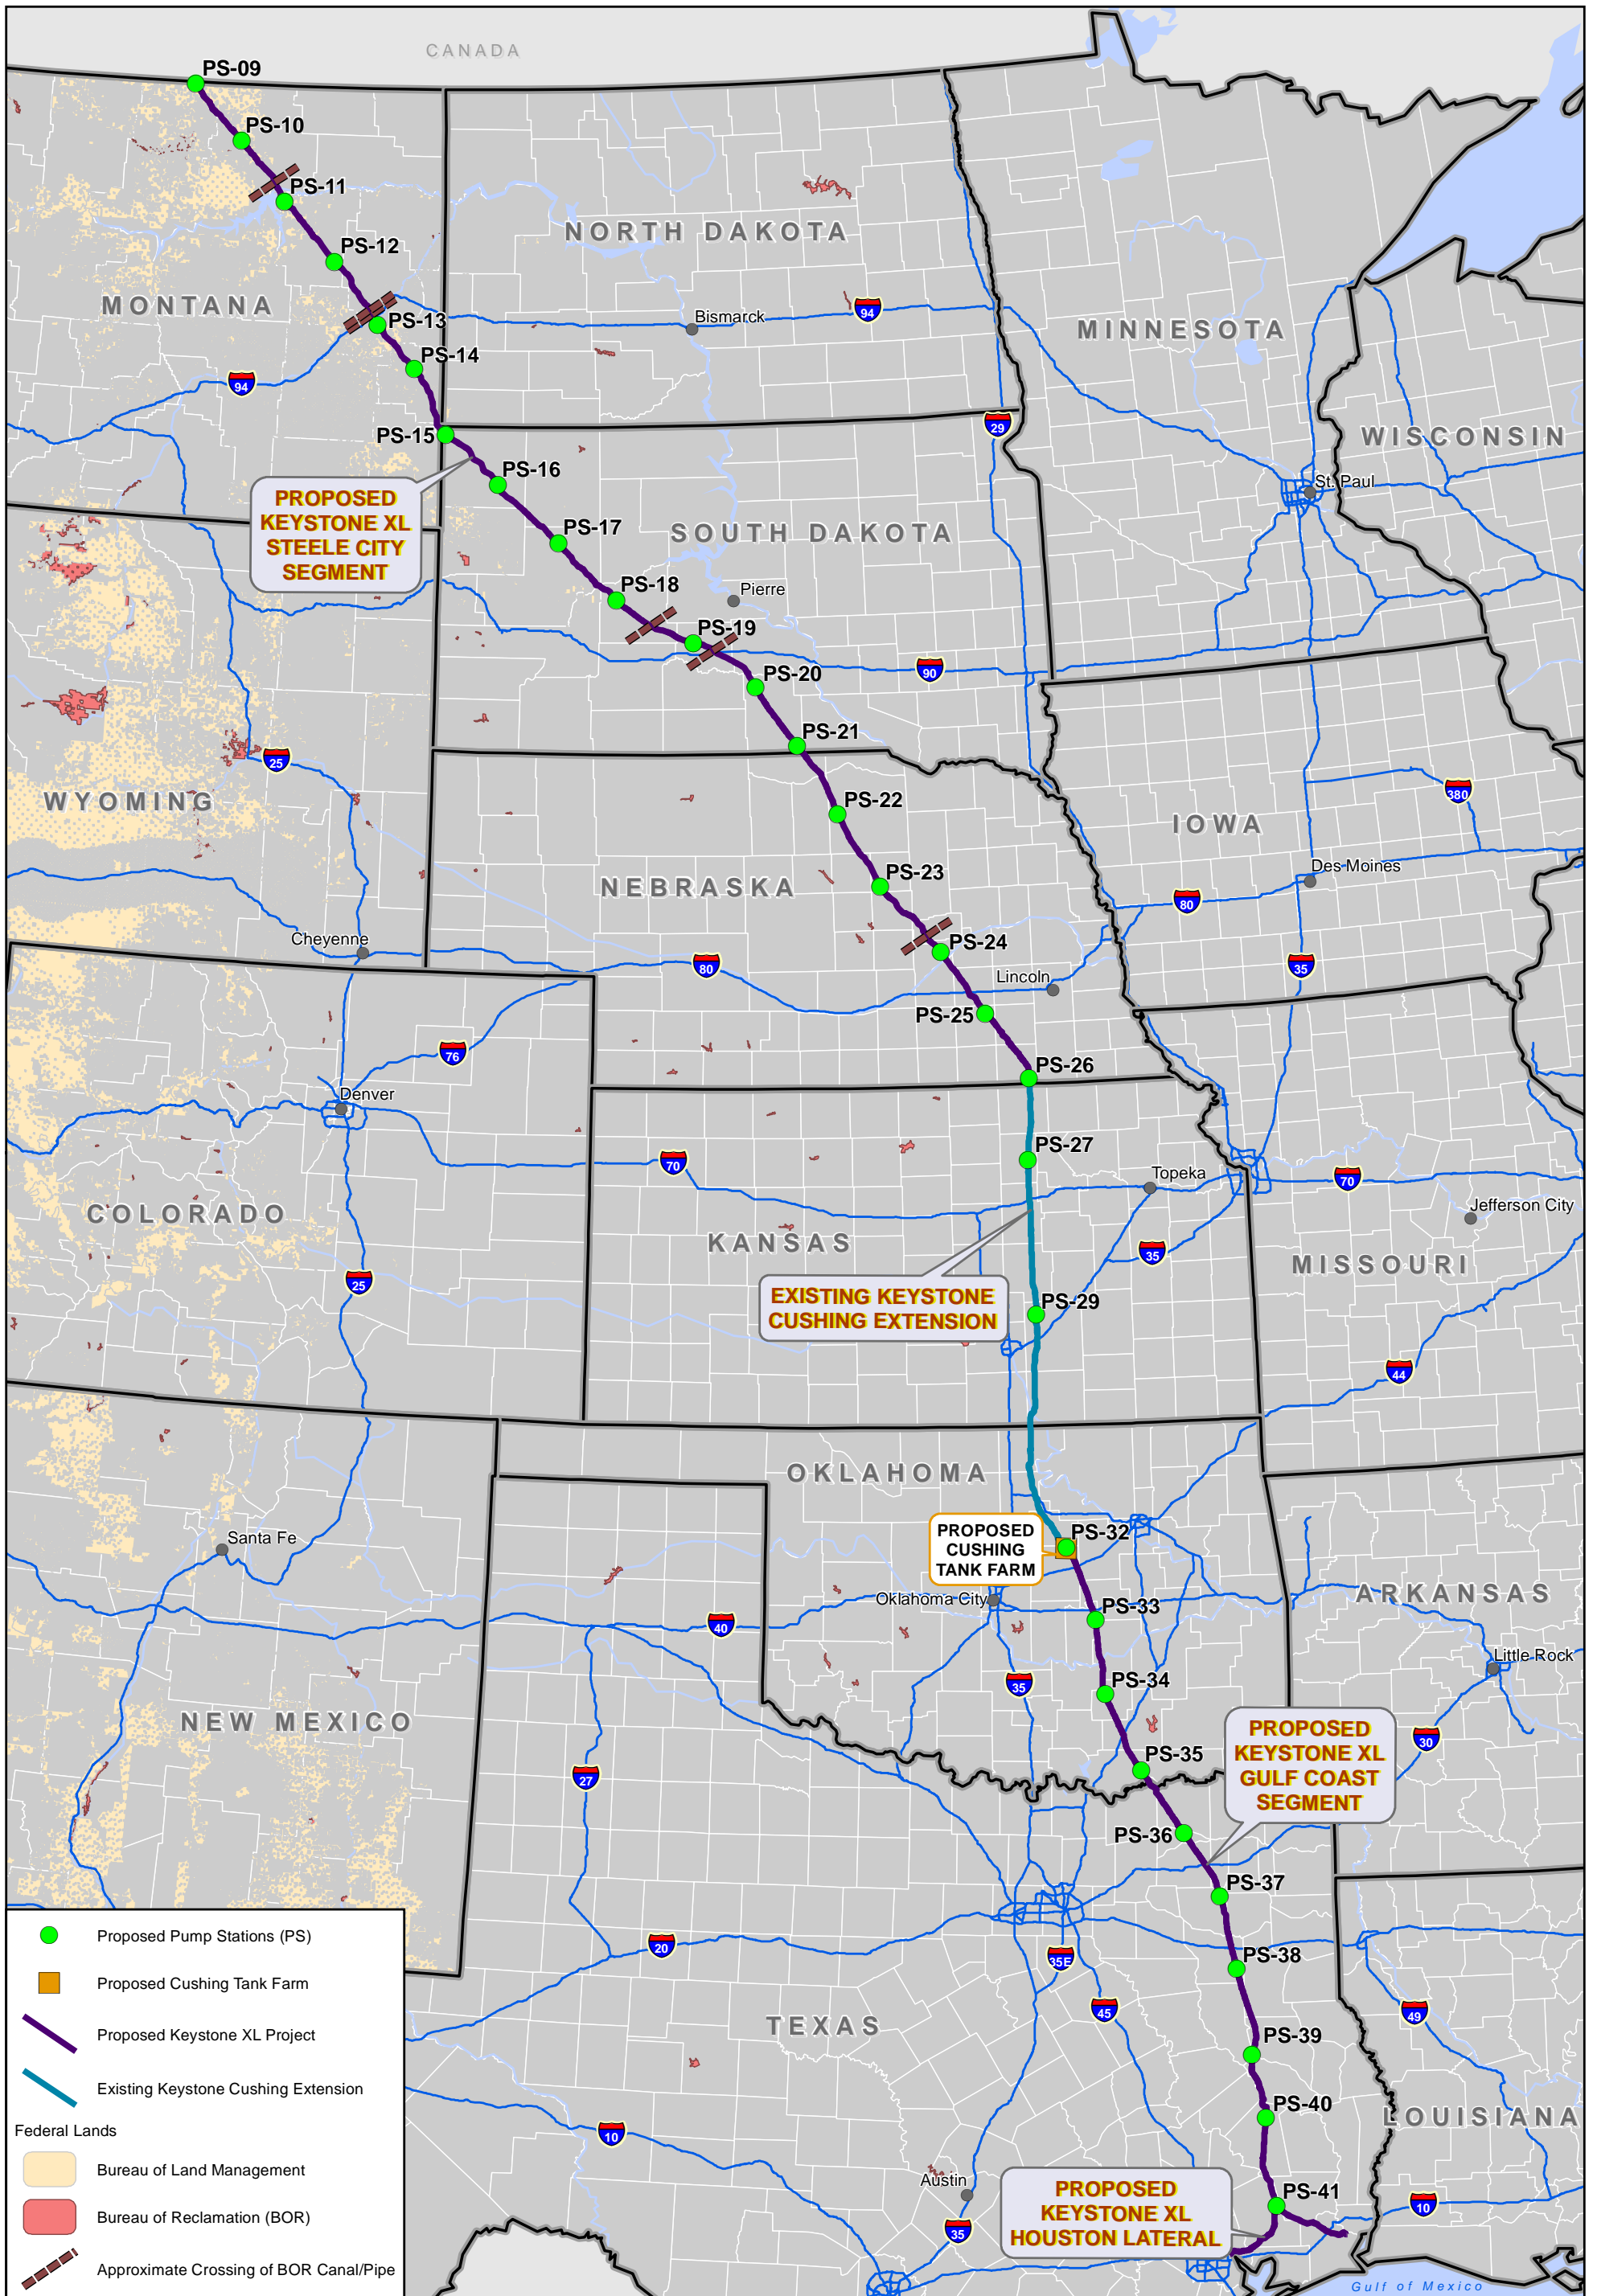 CANADA
PS-09
PS-10
PS-11
PS-12
NORTH DAKOTA
MONTANA
PS-13
Bismarck
94
MINNESOTA
PS-14
94
29
PS-15
WISCONSIN
PS-16
St. Paul
PROPOSED
KEYSTONE XL
STEELE CITY
SEGMENT
PS-17
SOUTH DAKOTA
PS-18
Pierre
PS-19
90
PS-20
PS-21
25
WYOMING
380
PS-22
IOWA
NEBRASKA
PS-23
Des Moines
80
Cheyenne
PS-24
80
Lincoln
35
PS-25
76
PS-26
Denver
PS-27
70
Topeka
70
Jefferson City
COLORADO
KANSAS
35
MISSOURI
25
EXISTING KEYSTONE
CUSHING EXTENSION
PS-29
44
OKLAHOMA
Santa Fe
PROPOSED
CUSHING
TANK FARM
PS-32
Oklahoma City
PS-33
ARKANSAS
40
Little Rock
35
PS-34
NEW MEXICO
PROPOSED
KEYSTONE XL
GULF COAST
SEGMENT
30
PS-35
27
PS-36
PS-37
20
35E
PS-38
45
49
TEXAS
PS-39
PS-40
LOUISIANA
10
Austin
PS-41
10
35
PROPOSED
KEYSTONE XL
HOUSTON LATERAL
Gulf of Mexico
Proposed Pump Stations (PS)
Proposed Cushing Tank Farm
Proposed Keystone XL Project
Existing Keystone Cushing Extension
Federal Lands
Bureau of Land Management
Bureau of Reclamation (BOR)
Approximate Crossing of BOR Canal/Pipe